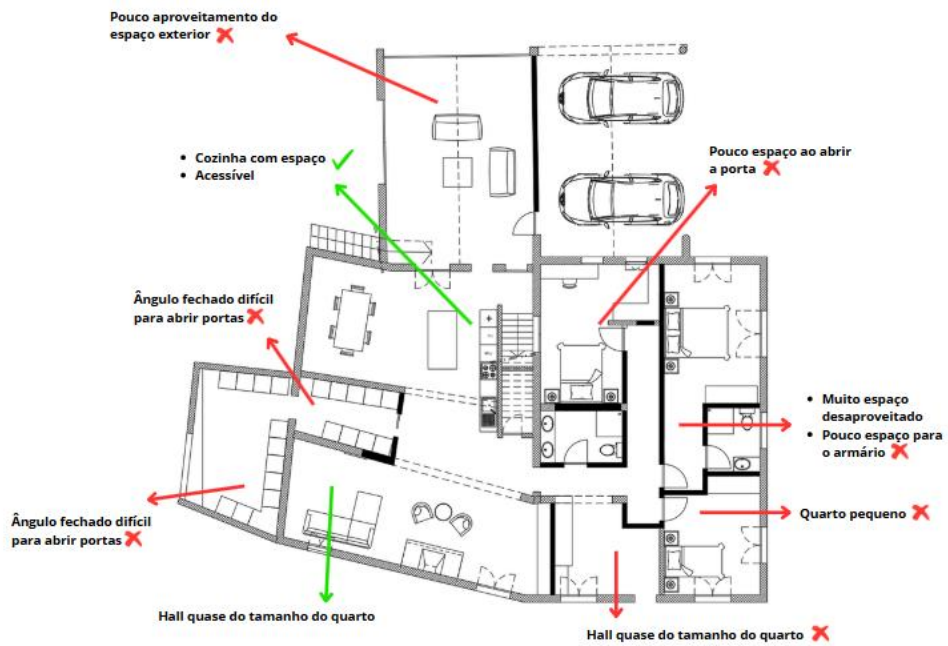 Pouco aproveitamento do
espaço exterior ❌
• Cozinha com espaço ✓
• Acessível
Pouco espaço ao abrir
a porta ❌
Ângulo fechado difícil
para abrir portas ❌
• Muito espaço
desaproveitado
• Pouco espaço para
o armário ❌
Ângulo fechado difícil
para abrir portas ❌
Quarto pequeno ❌
Hall quase do tamanho do quarto
Hall quase do tamanho do quarto ❌